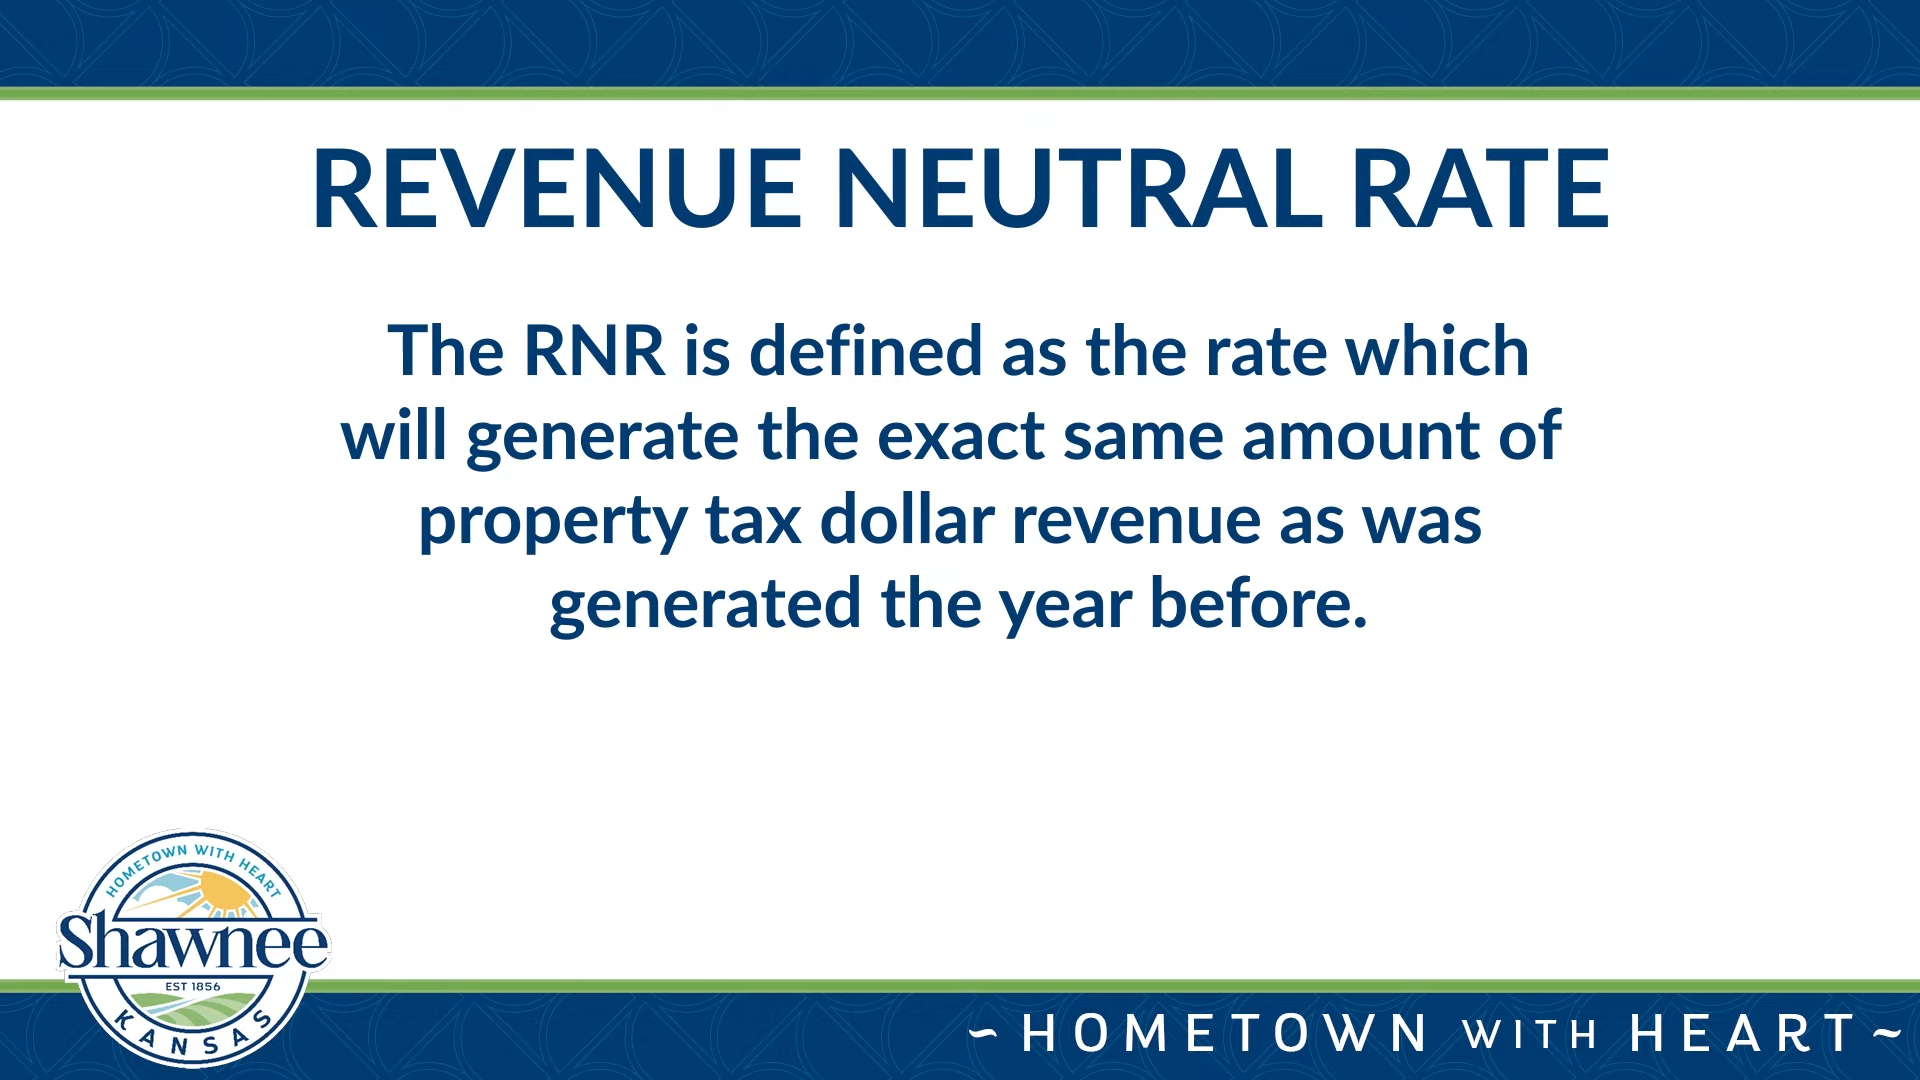 REVENUE NEUTRAL RATE
The RNR is defined as the rate which
will generate the exact same amount of
property tax dollar revenue as was
generated the year before.
HOMETOWN WITH HEART
Shawnee
EST 1856
KANSAS
~ HOMETOWN WITH HEART ~